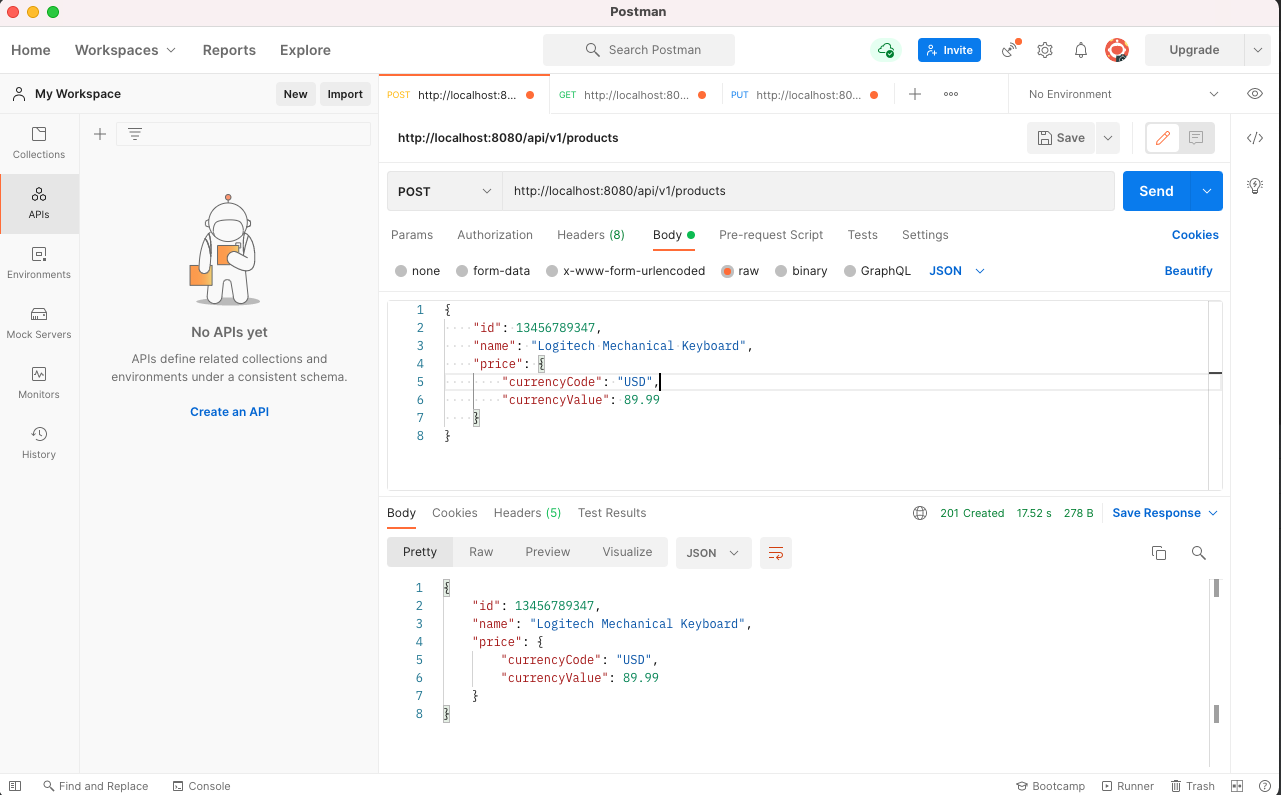 Postman
Home Workspaces Reports Explore Search Postman Invite Upgrade
My Workspace New Import POST http://localhost:8... GET http://localhost:80... PUT http://localhost:80... No Environment
Collections
APIs
Environments
Mock Servers
Monitors
History
No APIs yet
APIs define related collections and
environments under a consistent schema.
Create an API
http://localhost:8080/api/v1/products Save
POST http://localhost:8080/api/v1/products Send
Params Authorization Headers (8) Body Pre-request Script Tests Settings Cookies
none form-data x-www-form-urlencoded raw binary GraphQL JSON Beautify
1 {
2 "id": 13456789347,
3 "name": "Logitech Mechanical Keyboard",
4 "price": {
5 "currencyCode": "USD",
6 "currencyValue": 89.99
7 }
8 }
Body Cookies Headers (5) Test Results 201 Created 17.52 s 278 B Save Response
Pretty Raw Preview Visualize JSON
1 {
2 "id": 13456789347,
3 "name": "Logitech Mechanical Keyboard",
4 "price": {
5 "currencyCode": "USD",
6 "currencyValue": 89.99
7 }
8 }
Find and Replace Console Bootcamp Runner Trash